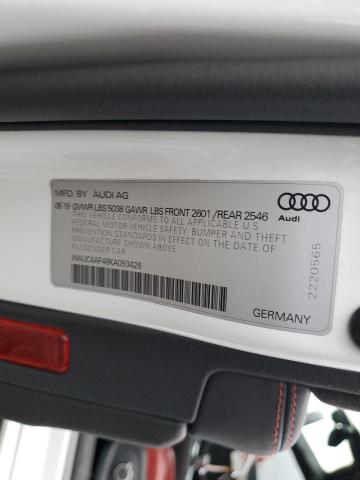 MFD. BY AUDI AG
05 19 GVWR LBS 5038 GAWR LBS FRONT 2601 /REAR 2546
THIS VEHICLE CONFORMS TO ALL APPLICABLE U.S.
FEDERAL MOTOR VEHICLE SAFETY, BUMPER AND THEFT
PREVENTION STANDARDS IN EFFECT ON THE DATE OF
MANUFACTURE SHOWN ABOVE
PASSENGER CAR
WAUC4AF48KA093426
Audi
2220565
GERMANY